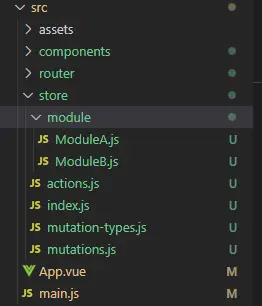 src
assets
components
router
store
module
JS ModuleA.js U
JS ModuleB.js U
JS actions.js U
JS index.js U
JS mutation-types.js U
JS mutations.js U
App.vue M
JS main.js M